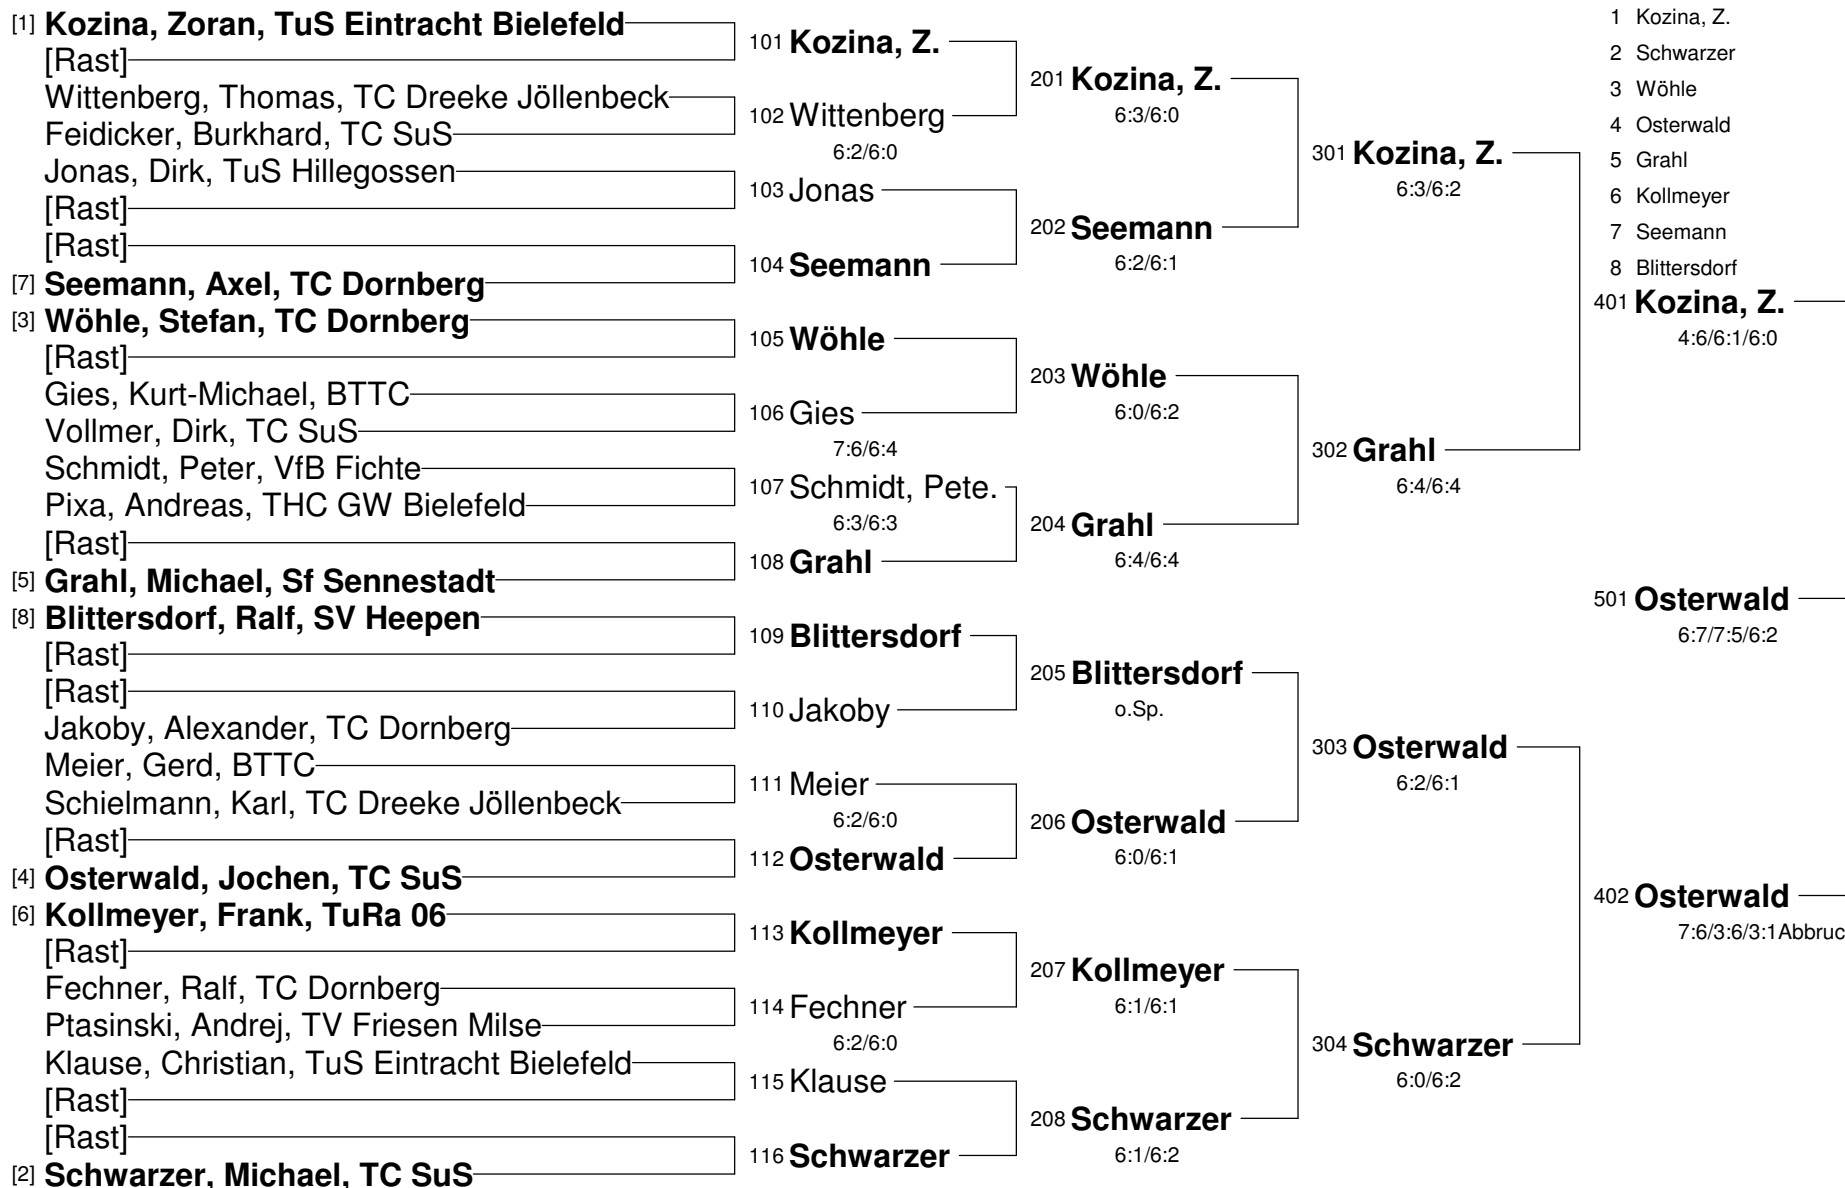 [1] Kozina, Zoran, TuS Eintracht Bielefeld
[Rast]
Wittenberg, Thomas, TC Dreeke Jöllenbeck
Feidicker, Burkhard, TC SuS
Jonas, Dirk, TuS Hillegossen
[Rast]
[Rast]
[7] Seemann, Axel, TC Dornberg
[3] Wöhle, Stefan, TC Dornberg
[Rast]
Gies, Kurt-Michael, BTTC
Vollmer, Dirk, TC SuS
Schmidt, Peter, VfB Fichte
Pixa, Andreas, THC GW Bielefeld
[Rast]
[5] Grahl, Michael, Sf Sennestadt
[8] Blittersdorf, Ralf, SV Heepen
[Rast]
[Rast]
Jakoby, Alexander, TC Dornberg
Meier, Gerd, BTTC
Schielmann, Karl, TC Dreeke Jöllenbeck
[Rast]
[4] Osterwald, Jochen, TC SuS
[6] Kollmeyer, Frank, TuRa 06
[Rast]
Fechner, Ralf, TC Dornberg
Ptasinski, Andrej, TV Friesen Milse
Klause, Christian, TuS Eintracht Bielefeld
[Rast]
[Rast]
[2] Schwarzer, Michael, TC SuS
101 Kozina, Z.
102 Wittenberg
6:2/6:0
103 Jonas
104 Seemann
105 Wöhle
106 Gies
7:6/6:4
107 Schmidt, Pete.
6:3/6:3
108 Grahl
109 Blittersdorf
110 Jakoby
111 Meier
6:2/6:0
112 Osterwald
113 Kollmeyer
114 Fechner
6:2/6:0
115 Klause
116 Schwarzer
201 Kozina, Z.
6:3/6:0
202 Seemann
6:2/6:1
203 Wöhle
6:0/6:2
204 Grahl
6:4/6:4
205 Blittersdorf
o.Sp.
206 Osterwald
6:0/6:1
207 Kollmeyer
6:1/6:1
208 Schwarzer
6:1/6:2
301 Kozina, Z.
6:3/6:2
302 Grahl
6:4/6:4
303 Osterwald
6:2/6:1
304 Schwarzer
6:0/6:2
1 Kozina, Z.
2 Schwarzer
3 Wöhle
4 Osterwald
5 Grahl
6 Kollmeyer
7 Seemann
8 Blittersdorf
401 Kozina, Z.
4:6/6:1/6:0
501 Osterwald
6:7/7:5/6:2
402 Osterwald
7:6/3:6/3:1Abbruc